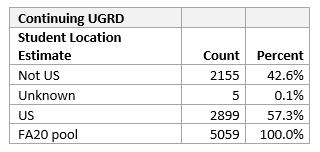 Continuing UGRD
Student Location
Estimate Count Percent
Not US 2155 42.6%
Unknown 5 0.1%
US 2899 57.3%
FA20 pool 5059 100.0%